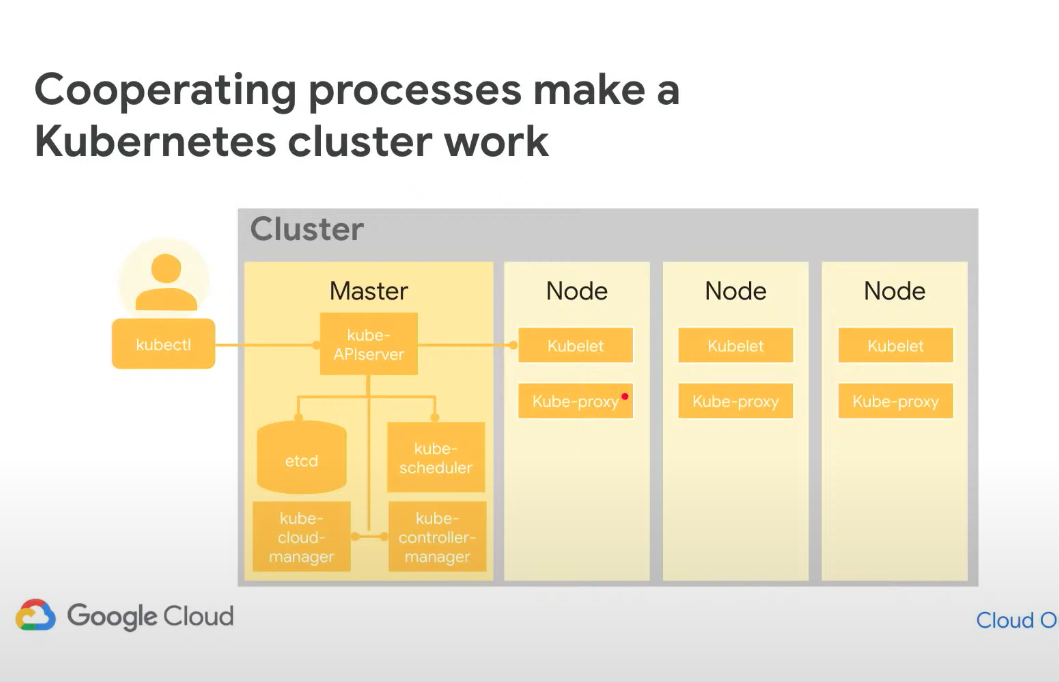 Cooperating processes make a
Kubernetes cluster work
Cluster
kubectl
Master
kube-
APIserver
etcd
kube-
scheduler
kube-
cloud-
manager
kube-
controller-
manager
Node
Kubelet
Kube-proxy
Node
Kubelet
Kube-proxy
Node
Kubelet
Kube-proxy
Google Cloud
Cloud O